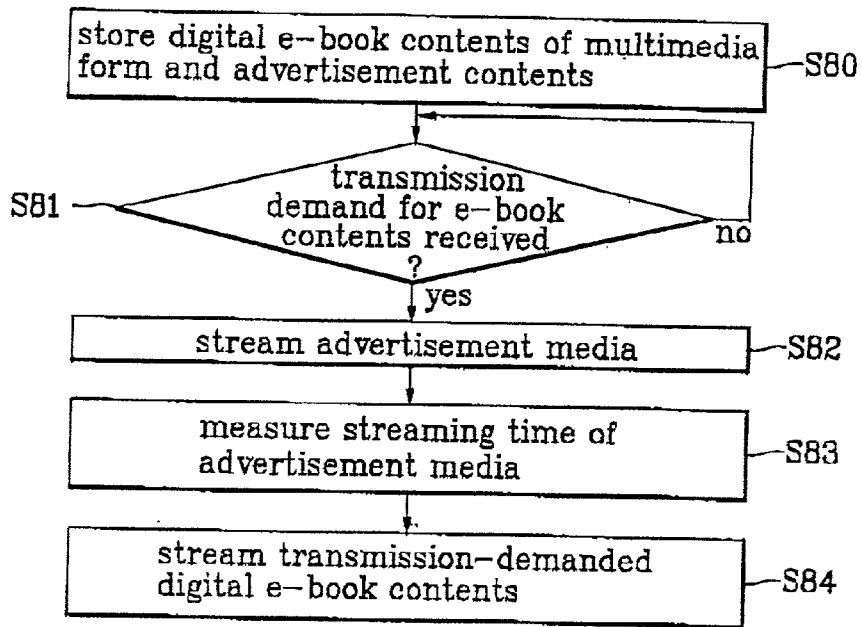 store digital e-book contents of multimedia
form and advertisement contents
S80
transmission
demand for e-book
contents received
?
S81
no
yes
stream advertisement media
S82
measure streaming time of
advertisement media
S83
stream transmission-demanded
digital e-book contents
S84